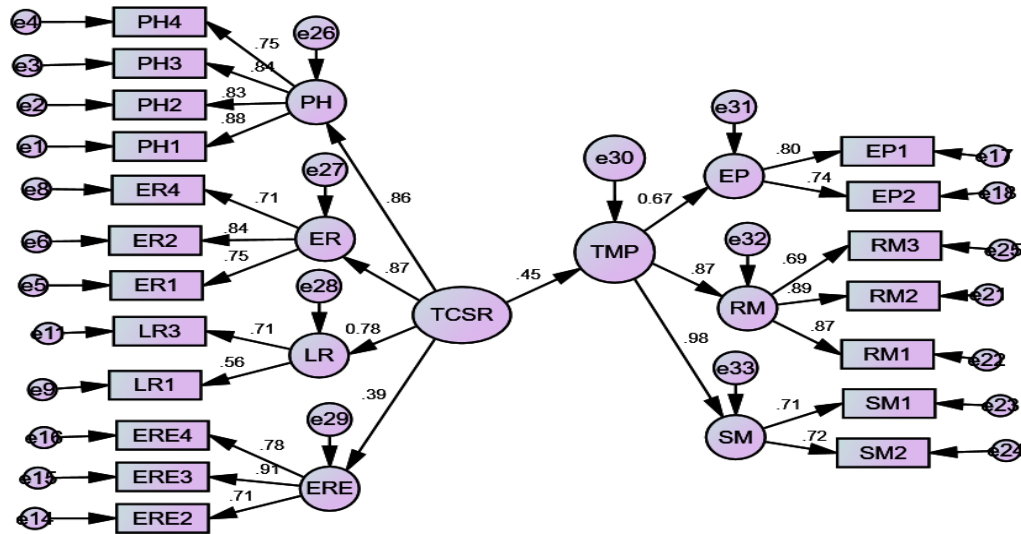 e4 PH4
e3 PH3
e2 PH2
e1 PH1
.75
.84
.83
.88
e26
PH
e8 ER4
e6 ER2
e5 ER1
.71
.84
.75
e27
ER
e11 LR3
e9 LR1
.71
.56
e28
LR
e16 ERE4
e15 ERE3
e14 ERE2
.78
.91
.71
e29
ERE
.86
.87
0.78
.39
TCSR
.45
e30
TMP
0.67
.87
.98
e31
EP
.80
.74
EP1 e17
EP2 e18
e32
RM
.69
.89
.87
RM3 e25
RM2 e21
RM1 e22
e33
SM
.71
.72
SM1 e23
SM2 e24